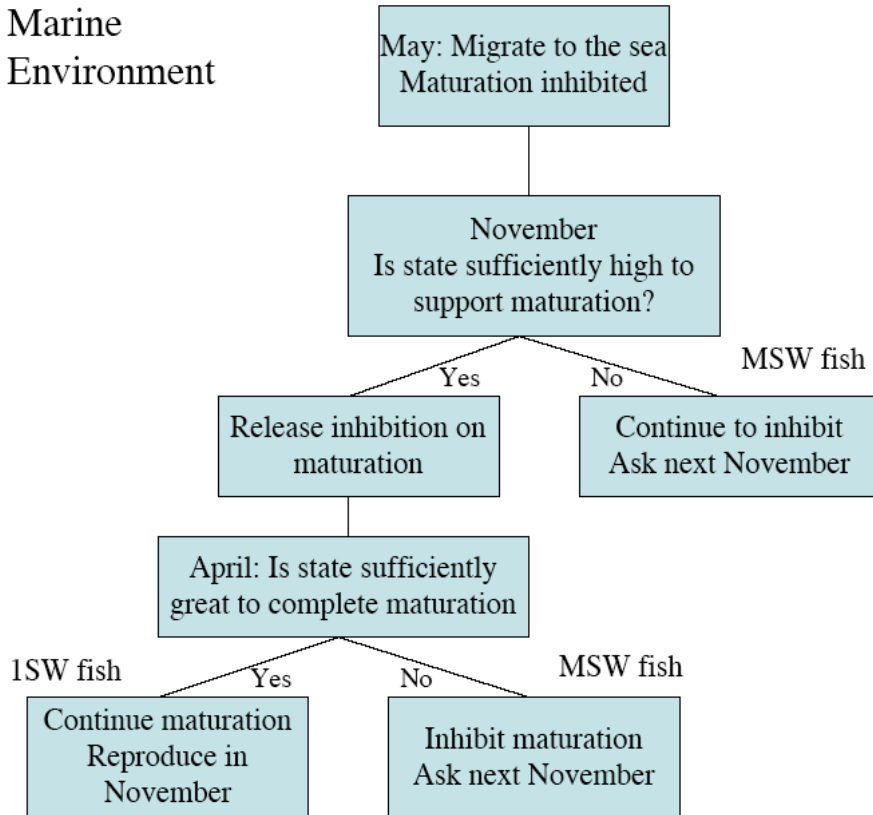 Marine
Environment
May: Migrate to the sea
Maturation inhibited
November
Is state sufficiently high to
support maturation?
Yes
No
MSW fish
Release inhibition on
maturation
Continue to inhibit
Ask next November
April: Is state sufficiently
great to complete maturation
1SW fish
Yes
No
MSW fish
Continue maturation
Reproduce in
November
Inhibit maturation
Ask next November